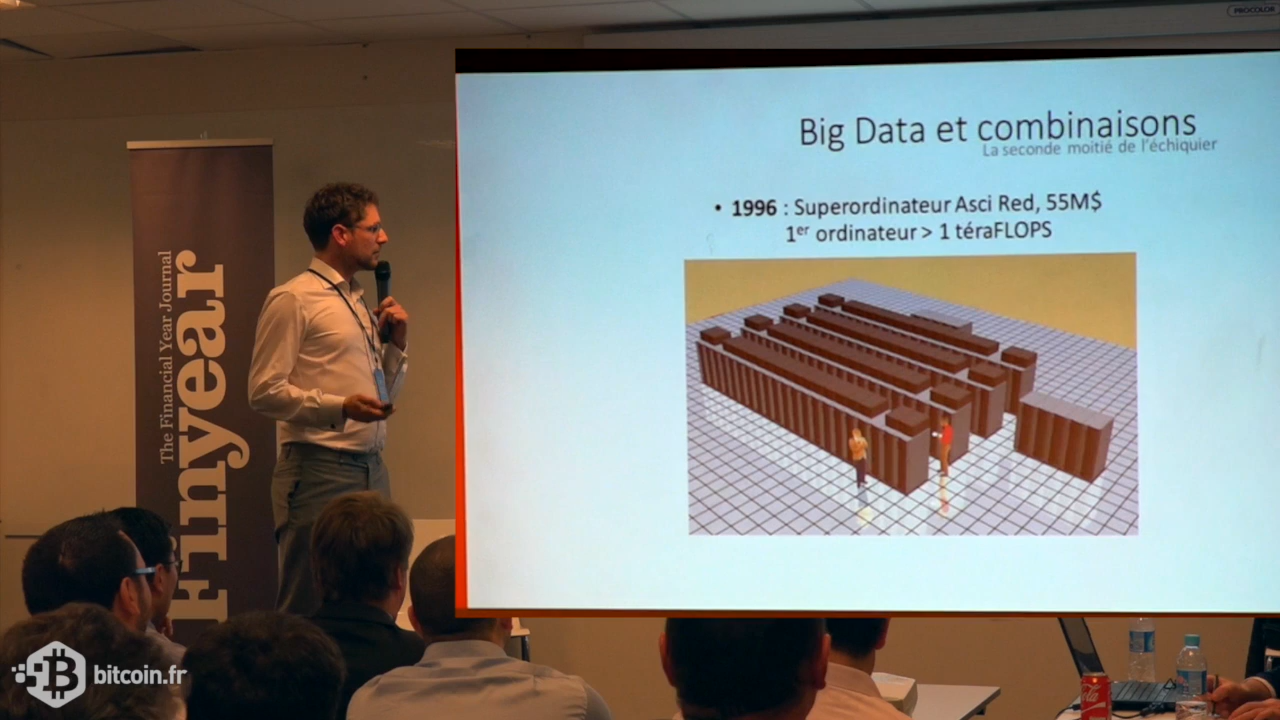 PROCOLOR
Big Data et combinaisons
La seconde moitié de l'échiquier
• 1996 : Superordinateur Asci Red, 55M$
1er ordinateur > 1 téraFLOPS
The Financial Year Journal
Finyear
bitcoin.fr